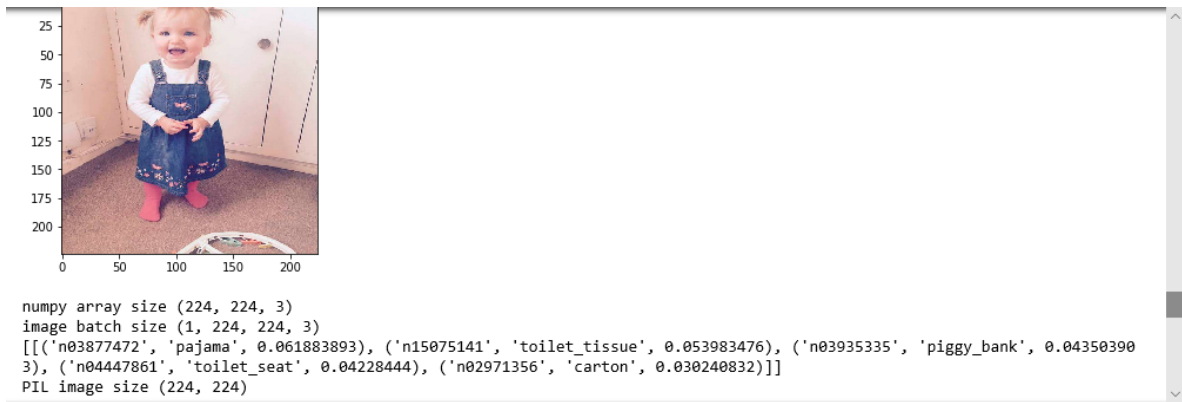 25
50
75
100
125
150
175
200
0 50 100 150 200
numpy array size (224, 224, 3)
image batch size (1, 224, 224, 3)
[[('n03877472', 'pajama', 0.061883893), ('n15075141', 'toilet_tissue', 0.053983476), ('n03935335', 'piggy_bank', 0.04350390
3), ('n04447861', 'toilet_seat', 0.04228444), ('n02971356', 'carton', 0.030240832)]]
PIL image size (224, 224)